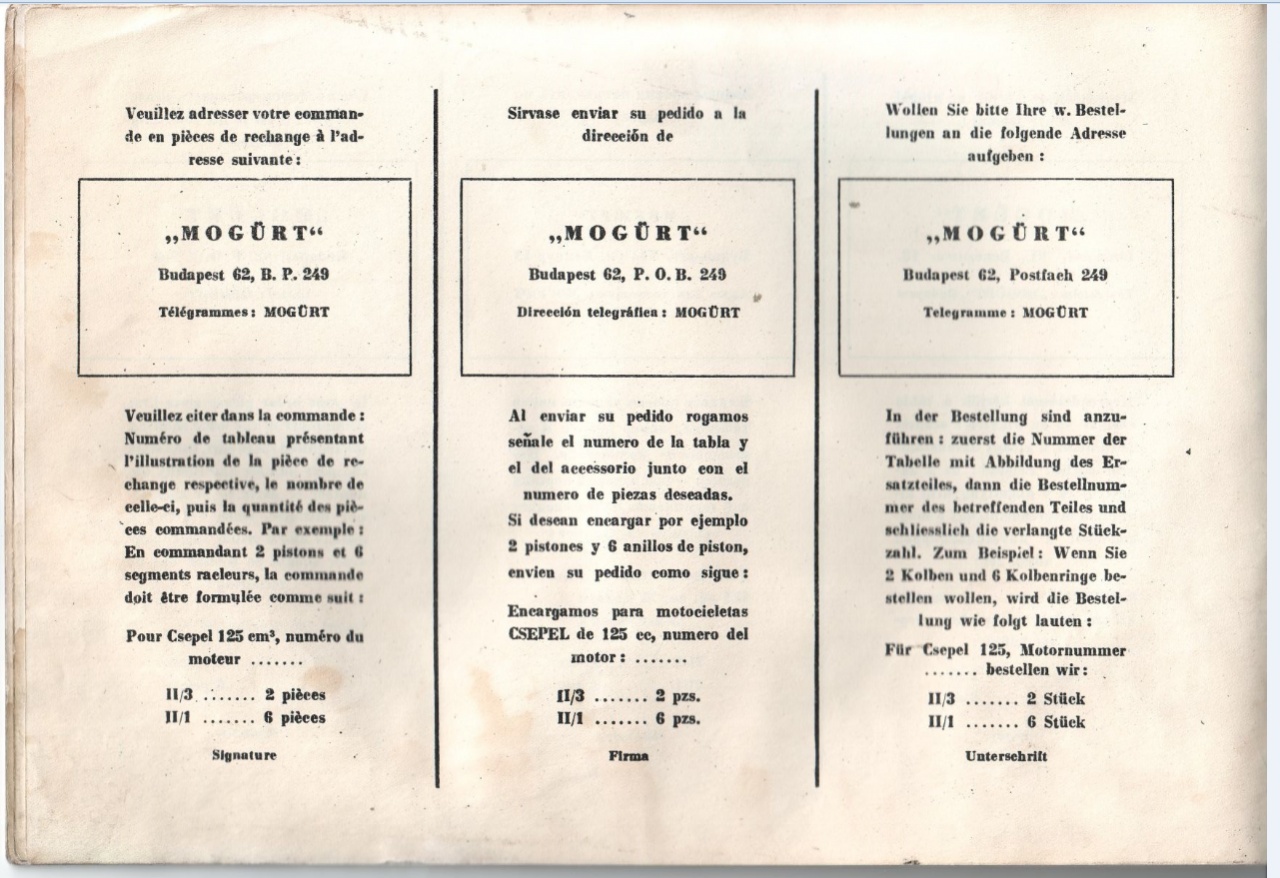 Veuillez adresser votre comman-
de en pièces de rechange à l'ad-
resse suivante :
„MOGÜRT“
Budapest 62, B. P. 249
Télégrammes : MOGÜRT
Veuillez citer dans la commande :
Numéro de tableau présentant
l'illustration de la pièce de re-
change respective, le nombre de
celle-ci, puis la quantité des piè-
ces commandées. Par exemple :
En commandant 2 pistons et 6
segments racleurs, la commande
doit être formulée comme suit :
Pour Csepel 125 cm³, numéro du
moteur .......
II/3 ....... 2 pièces
II/1 ....... 6 pièces
Signature
Sirvase enviar su pedido a la
dirección de
„MOGÜRT“
Budapest 62, P. O. B. 249
Dirección telegráfica : MOGÜRT
Al enviar su pedido rogamos
señale el numero de la tabla y
el del accessorio junto con el
numero de piezas deseadas.
Si desean encargar por ejemplo
2 pistones y 6 anillos de piston,
envien su pedido como sigue :
Encargamos para motocicletas
CSEPEL de 125 cc, numero del
motor : .......
II/3 ....... 2 pzs.
II/1 ....... 6 pzs.
Firma
Wollen Sie bitte Ihre w. Bestel-
lungen an die folgende Adresse
aufgeben :
„MOGÜRT“
Budapest 62, Postfach 249
Telegramme : MOGÜRT
In der Bestellung sind anzu-
führen : zuerst die Nummer der
Tabelle mit Abbildung des Er-
satzteiles, dann die Bestellnum-
mer des betreffenden Teiles und
schliesslich die verlangte Stück-
zahl. Zum Beispiel : Wenn Sie
2 Kolben und 6 Kolbenringe be-
stellen wollen, wird die Bestel-
lung wie folgt lauten :
Für Csepel 125, Motornummer
....... bestellen wir :
II/3 ....... 2 Stück
II/1 ....... 6 Stück
Unterschrift